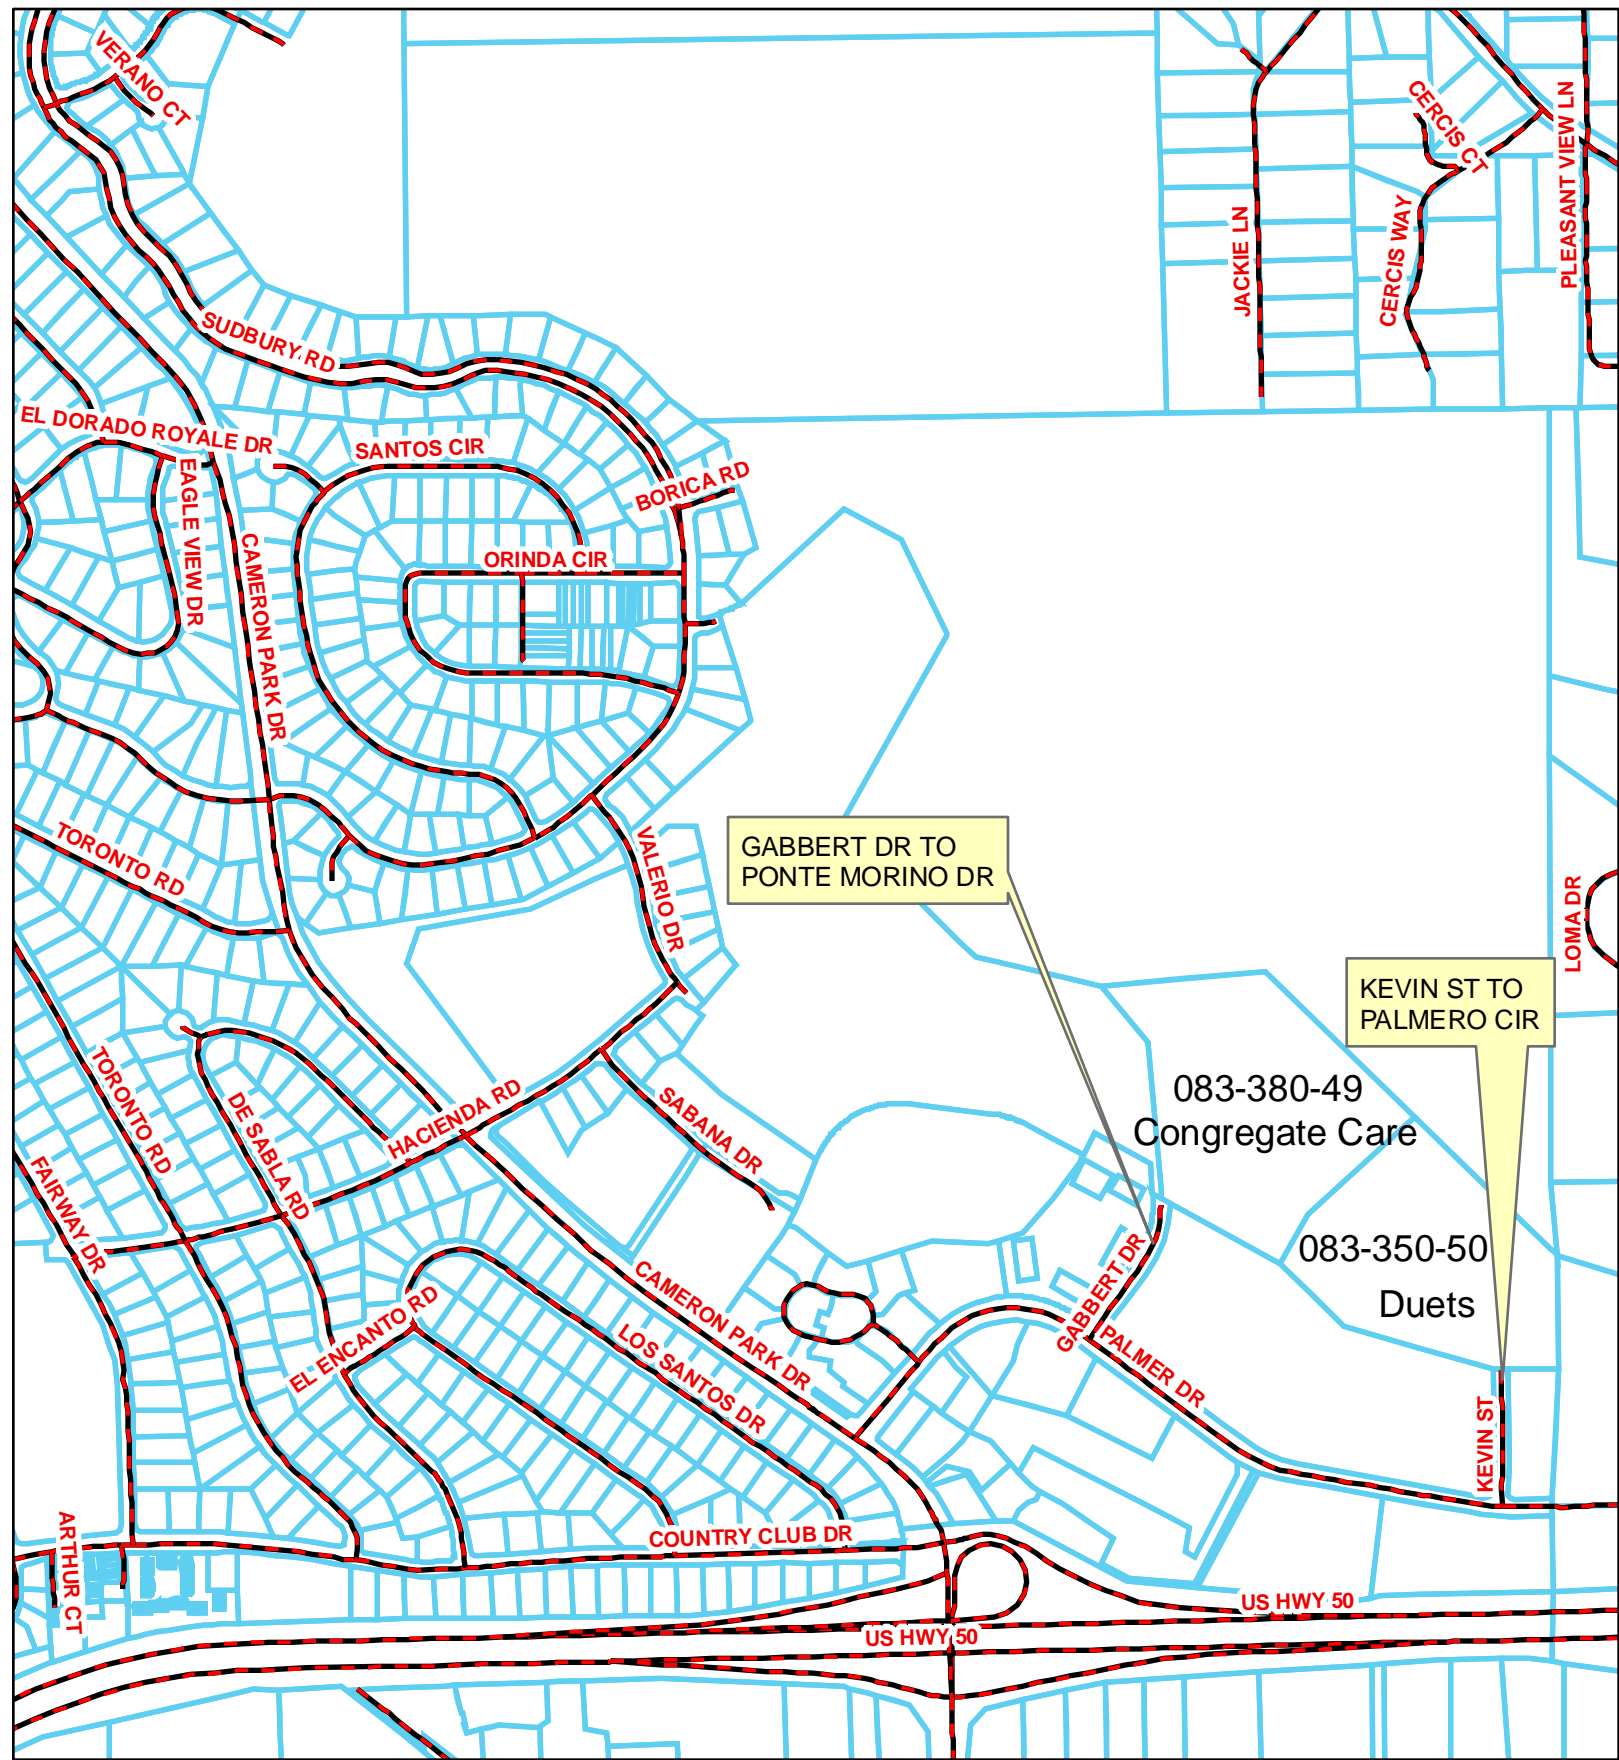 VERANO CT
CERCIS CT
PLEASANT VIEW LN
JACKIE LN
CERCIS WAY
SUDBURY RD
EL DORADO ROYALE DR
SANTOS CIR
BORICA RD
EAGLE VIEW DR
CAMERON PARK DR
ORINDA CIR
TORONTO RD
VALERIO DR
GABBERT DR TO
PONTE MORINO DR
LOMA DR
KEVIN ST TO
PALMERO CIR
083-380-49
Congregate Care
TORONTO RD
DE SABLA RD
HACIENDA RD
SABANA DR
FAIRWAY DR
083-350-50
Duets
EL ENCANTO RD
CAMERON PARK DR
LOS SANTOS DR
GABBERT DR
PALMER DR
KEVIN ST
ARTHUR CT
COUNTRY CLUB DR
US HWY 50
US HWY 50